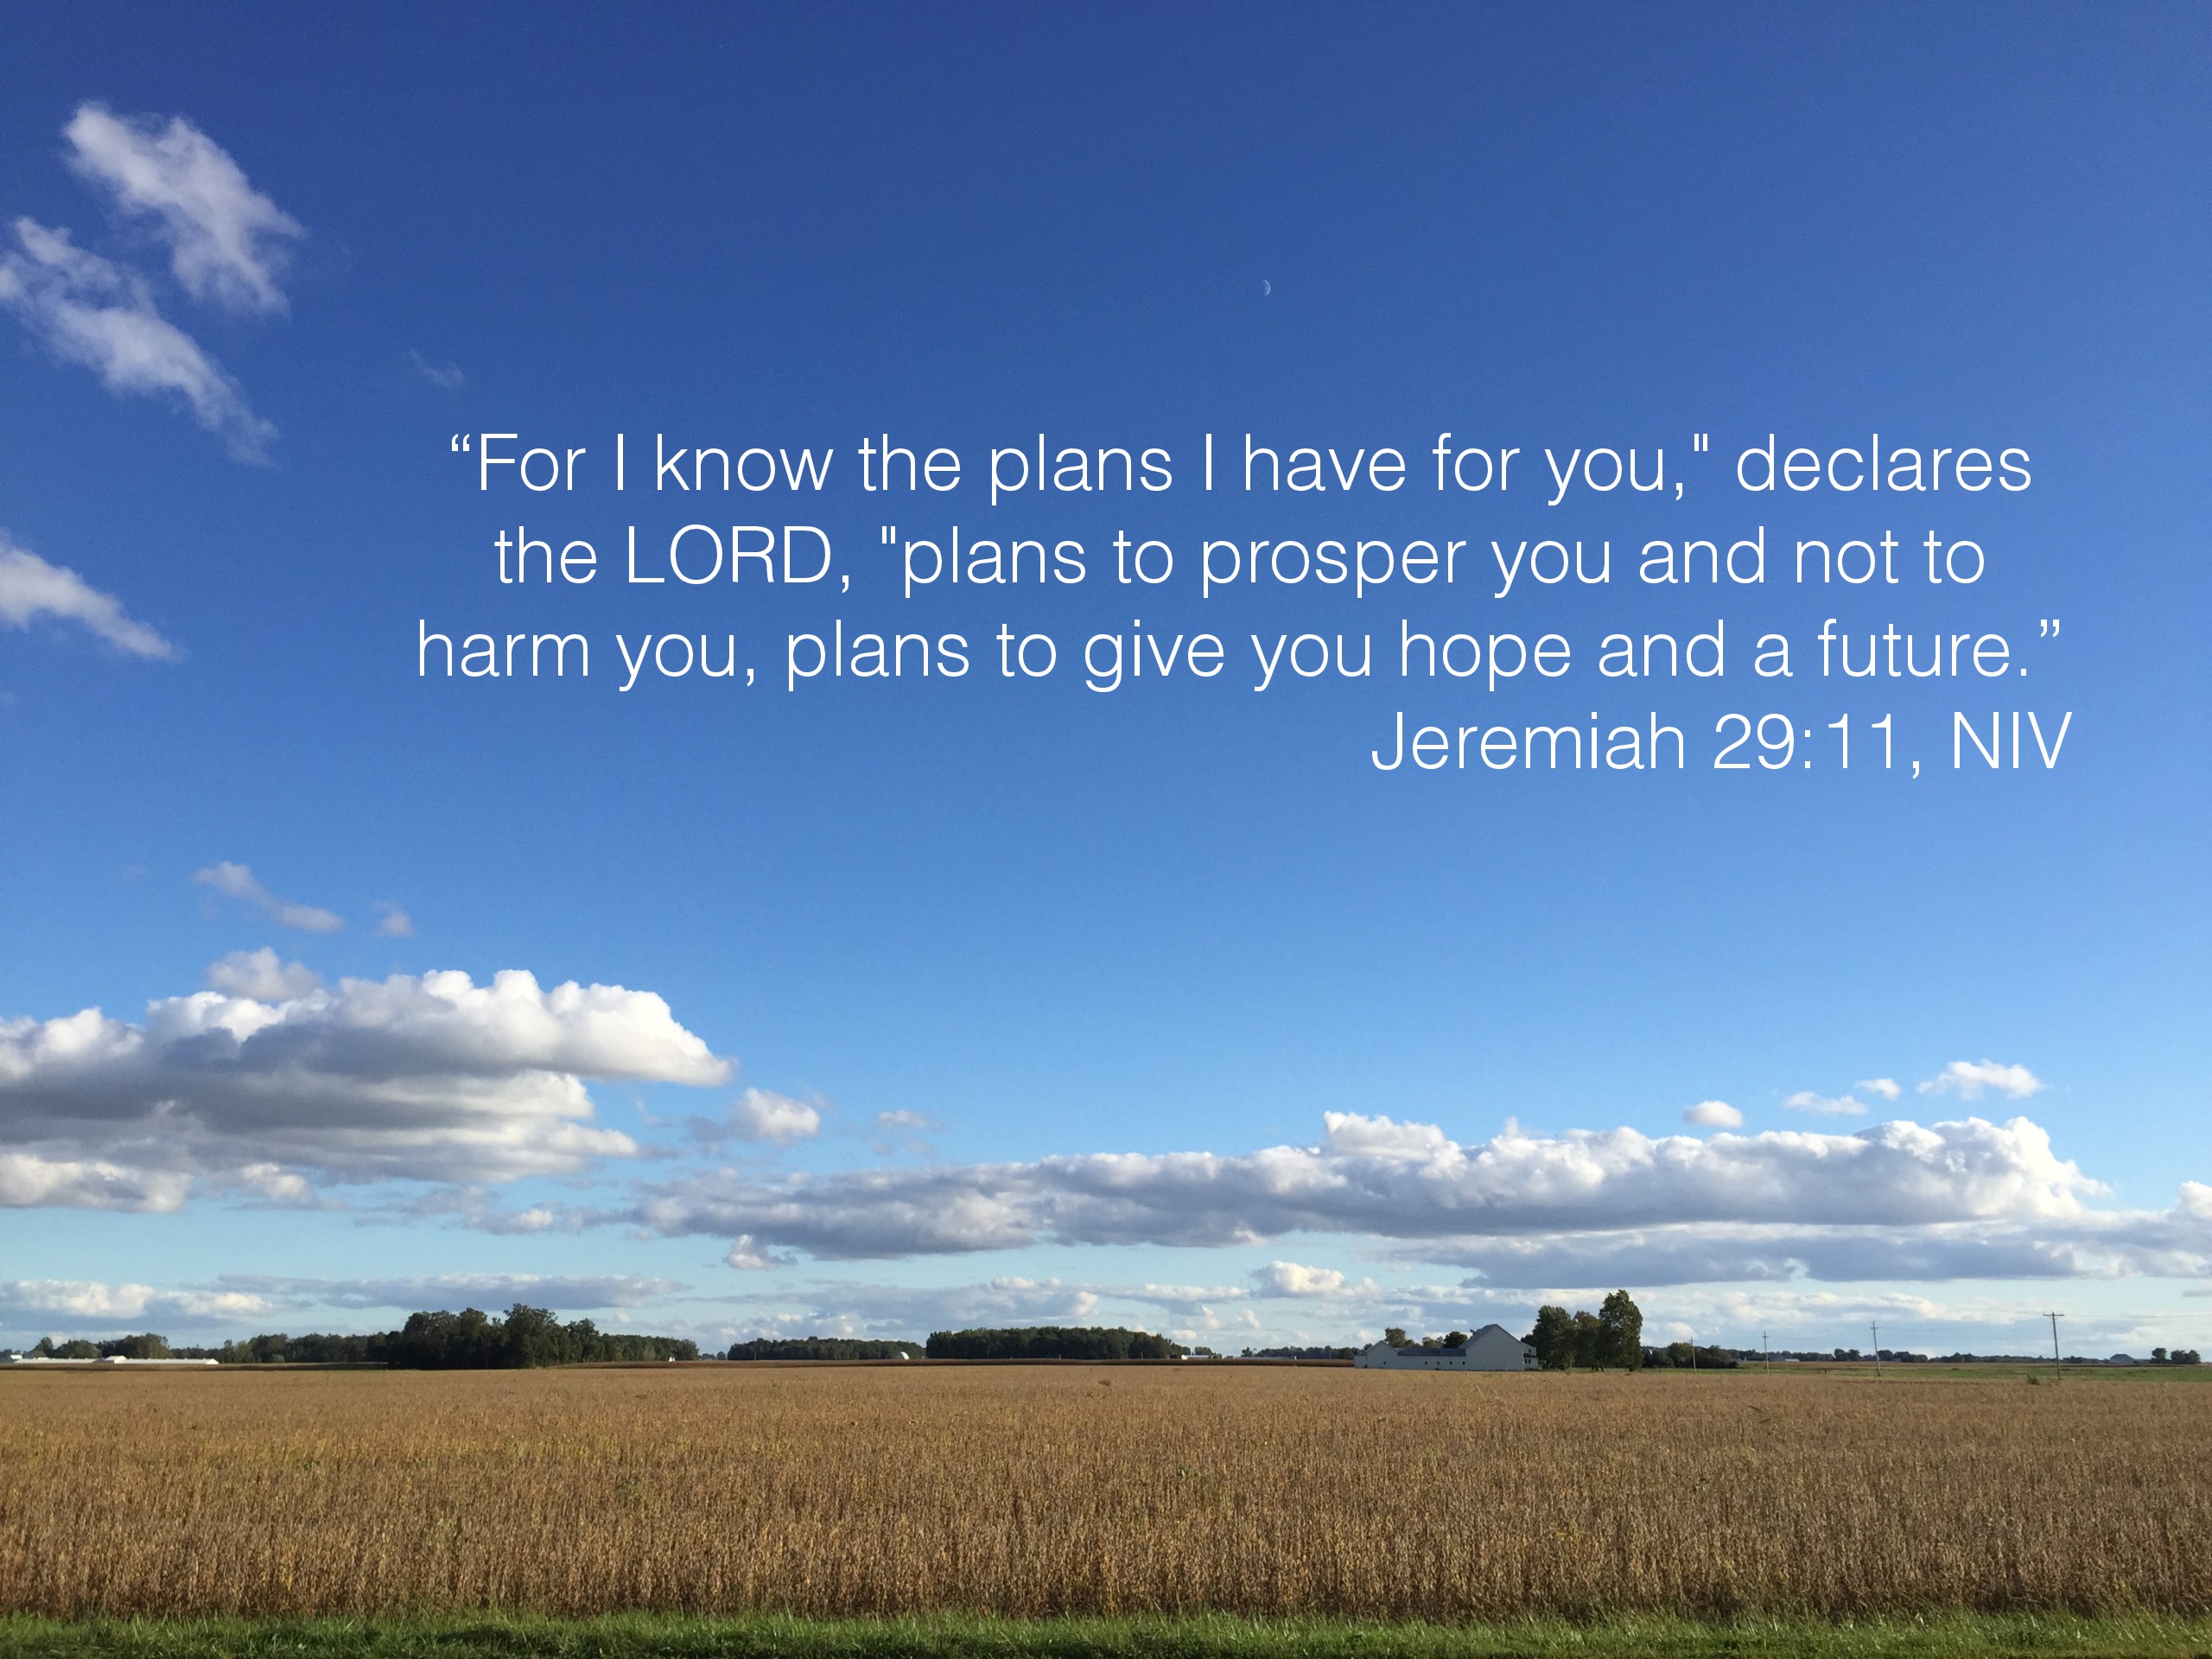 “For I know the plans I have for you," declares
the LORD, "plans to prosper you and not to
harm you, plans to give you hope and a future.”
Jeremiah 29:11, NIV